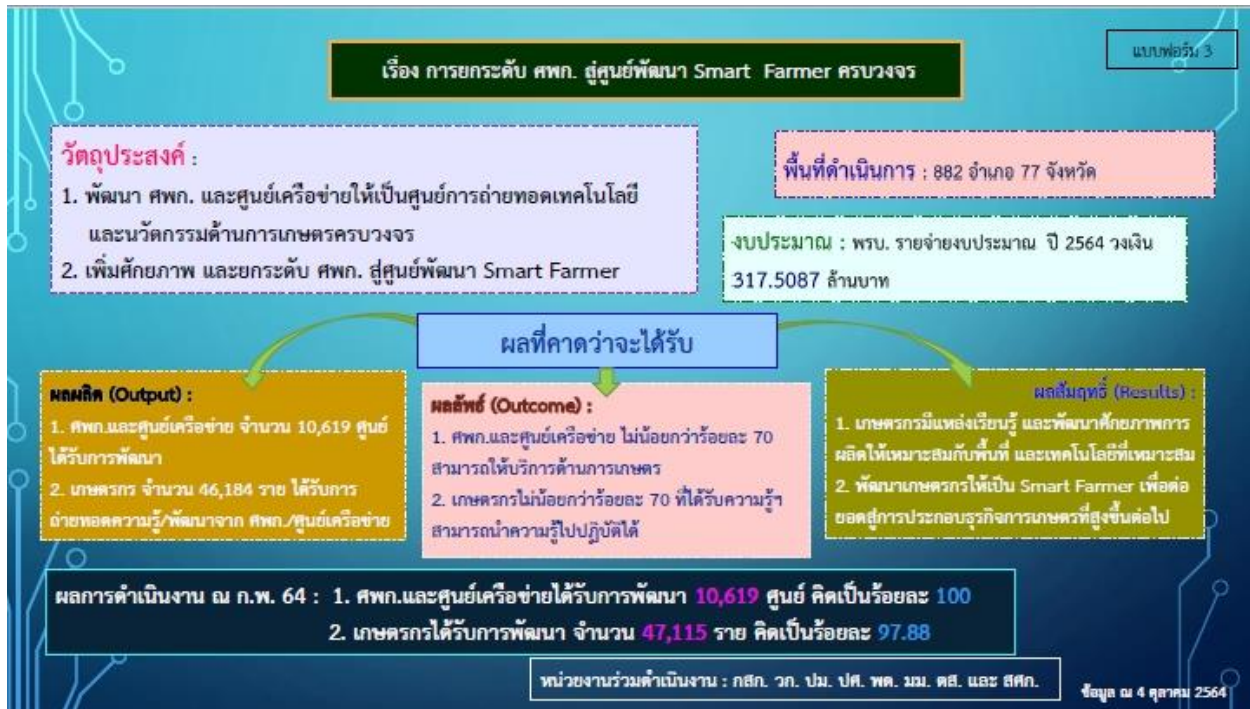 แบบฟอร์ม 3
เรื่อง การยกระดับ ศพก. สู่ศูนย์พัฒนา Smart Farmer ครบวงจร
วัตถุประสงค์ :
1. พัฒนา ศพก. และศูนย์เครือข่ายให้เป็นศูนย์การถ่ายทอดเทคโนโลยี
และนวัตกรรมด้านการเกษตรครบวงจร
2. เพิ่มศักยภาพ และยกระดับ ศพก. สู่ศูนย์พัฒนา Smart Farmer
พื้นที่ดำเนินการ : 882 อำเภอ 77 จังหวัด
งบประมาณ : พรบ. รายจ่ายงบประมาณ ปี 2564 วงเงิน
317.5087 ล้านบาท
ผลที่คาดว่าจะได้รับ
ผลผลิต (Output) :
1. ศพก.และศูนย์เครือข่าย จำนวน 10,619 ศูนย์
ได้รับการพัฒนา
2. เกษตรกร จำนวน 46,184 ราย ได้รับการ
ถ่ายทอดความรู้/พัฒนาจาก ศพก./ศูนย์เครือข่าย
ผลลัพธ์ (Outcome) :
1. ศพก.และศูนย์เครือข่าย ไม่น้อยกว่าร้อยละ 70
สามารถให้บริการด้านการเกษตร
2. เกษตรกรไม่น้อยกว่าร้อยละ 70 ที่ได้รับความรู้ฯ
สามารถนำความรู้ไปปฏิบัติได้
ผลสัมฤทธิ์ (Results) :
1. เกษตรกรมีแหล่งเรียนรู้ และพัฒนาศักยภาพการ
ผลิตให้เหมาะสมกับพื้นที่ และเทคโนโลยีที่เหมาะสม
2. พัฒนาเกษตรกรให้เป็น Smart Farmer เพื่อต่อ
ยอดสู่การประกอบธุรกิจการเกษตรที่สูงขึ้นต่อไป
ผลการดำเนินงาน ณ ก.พ. 64 : 1. ศพก.และศูนย์เครือข่ายได้รับการพัฒนา 10,619 ศูนย์ คิดเป็นร้อยละ 100
2. เกษตรกรได้รับการพัฒนา จำนวน 47,115 ราย คิดเป็นร้อยละ 97.88
หน่วยงานร่วมดำเนินงาน : กสก. วก. ปม. ปศ. พด. มม. ตส. และ สศก.
ข้อมูล ณ 4 ตุลาคม 2564